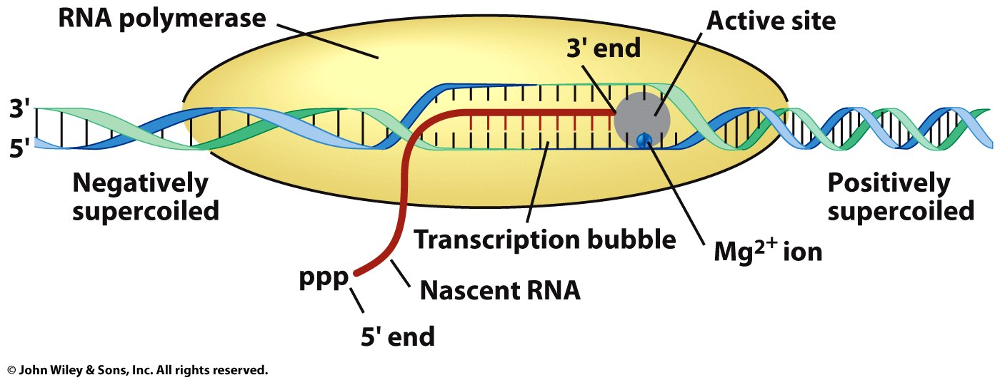 RNA polymerase
Active site
3' end
3'
5'
Negatively
supercoiled
Positively
supercoiled
Transcription bubble
Mg²⁺ ion
ppp
Nascent RNA
5' end
© John Wiley & Sons, Inc. All rights reserved.